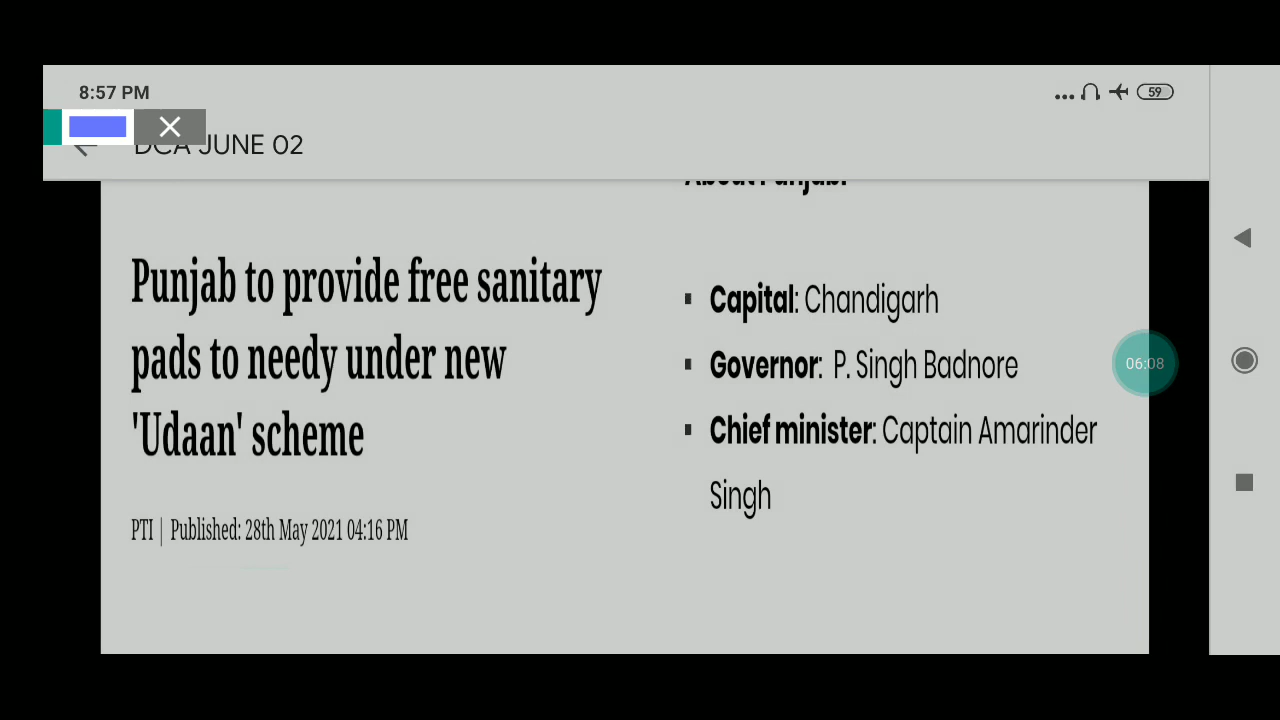 8:57 PM
59
DCA JUNE 02
About Punjab:
Punjab to provide free sanitary
pads to needy under new
'Udaan' scheme
PTI | Published: 28th May 2021 04:16 PM
▪ Capital: Chandigarh
▪ Governor: P. Singh Badnore
▪ Chief minister: Captain Amarinder
Singh
06:08